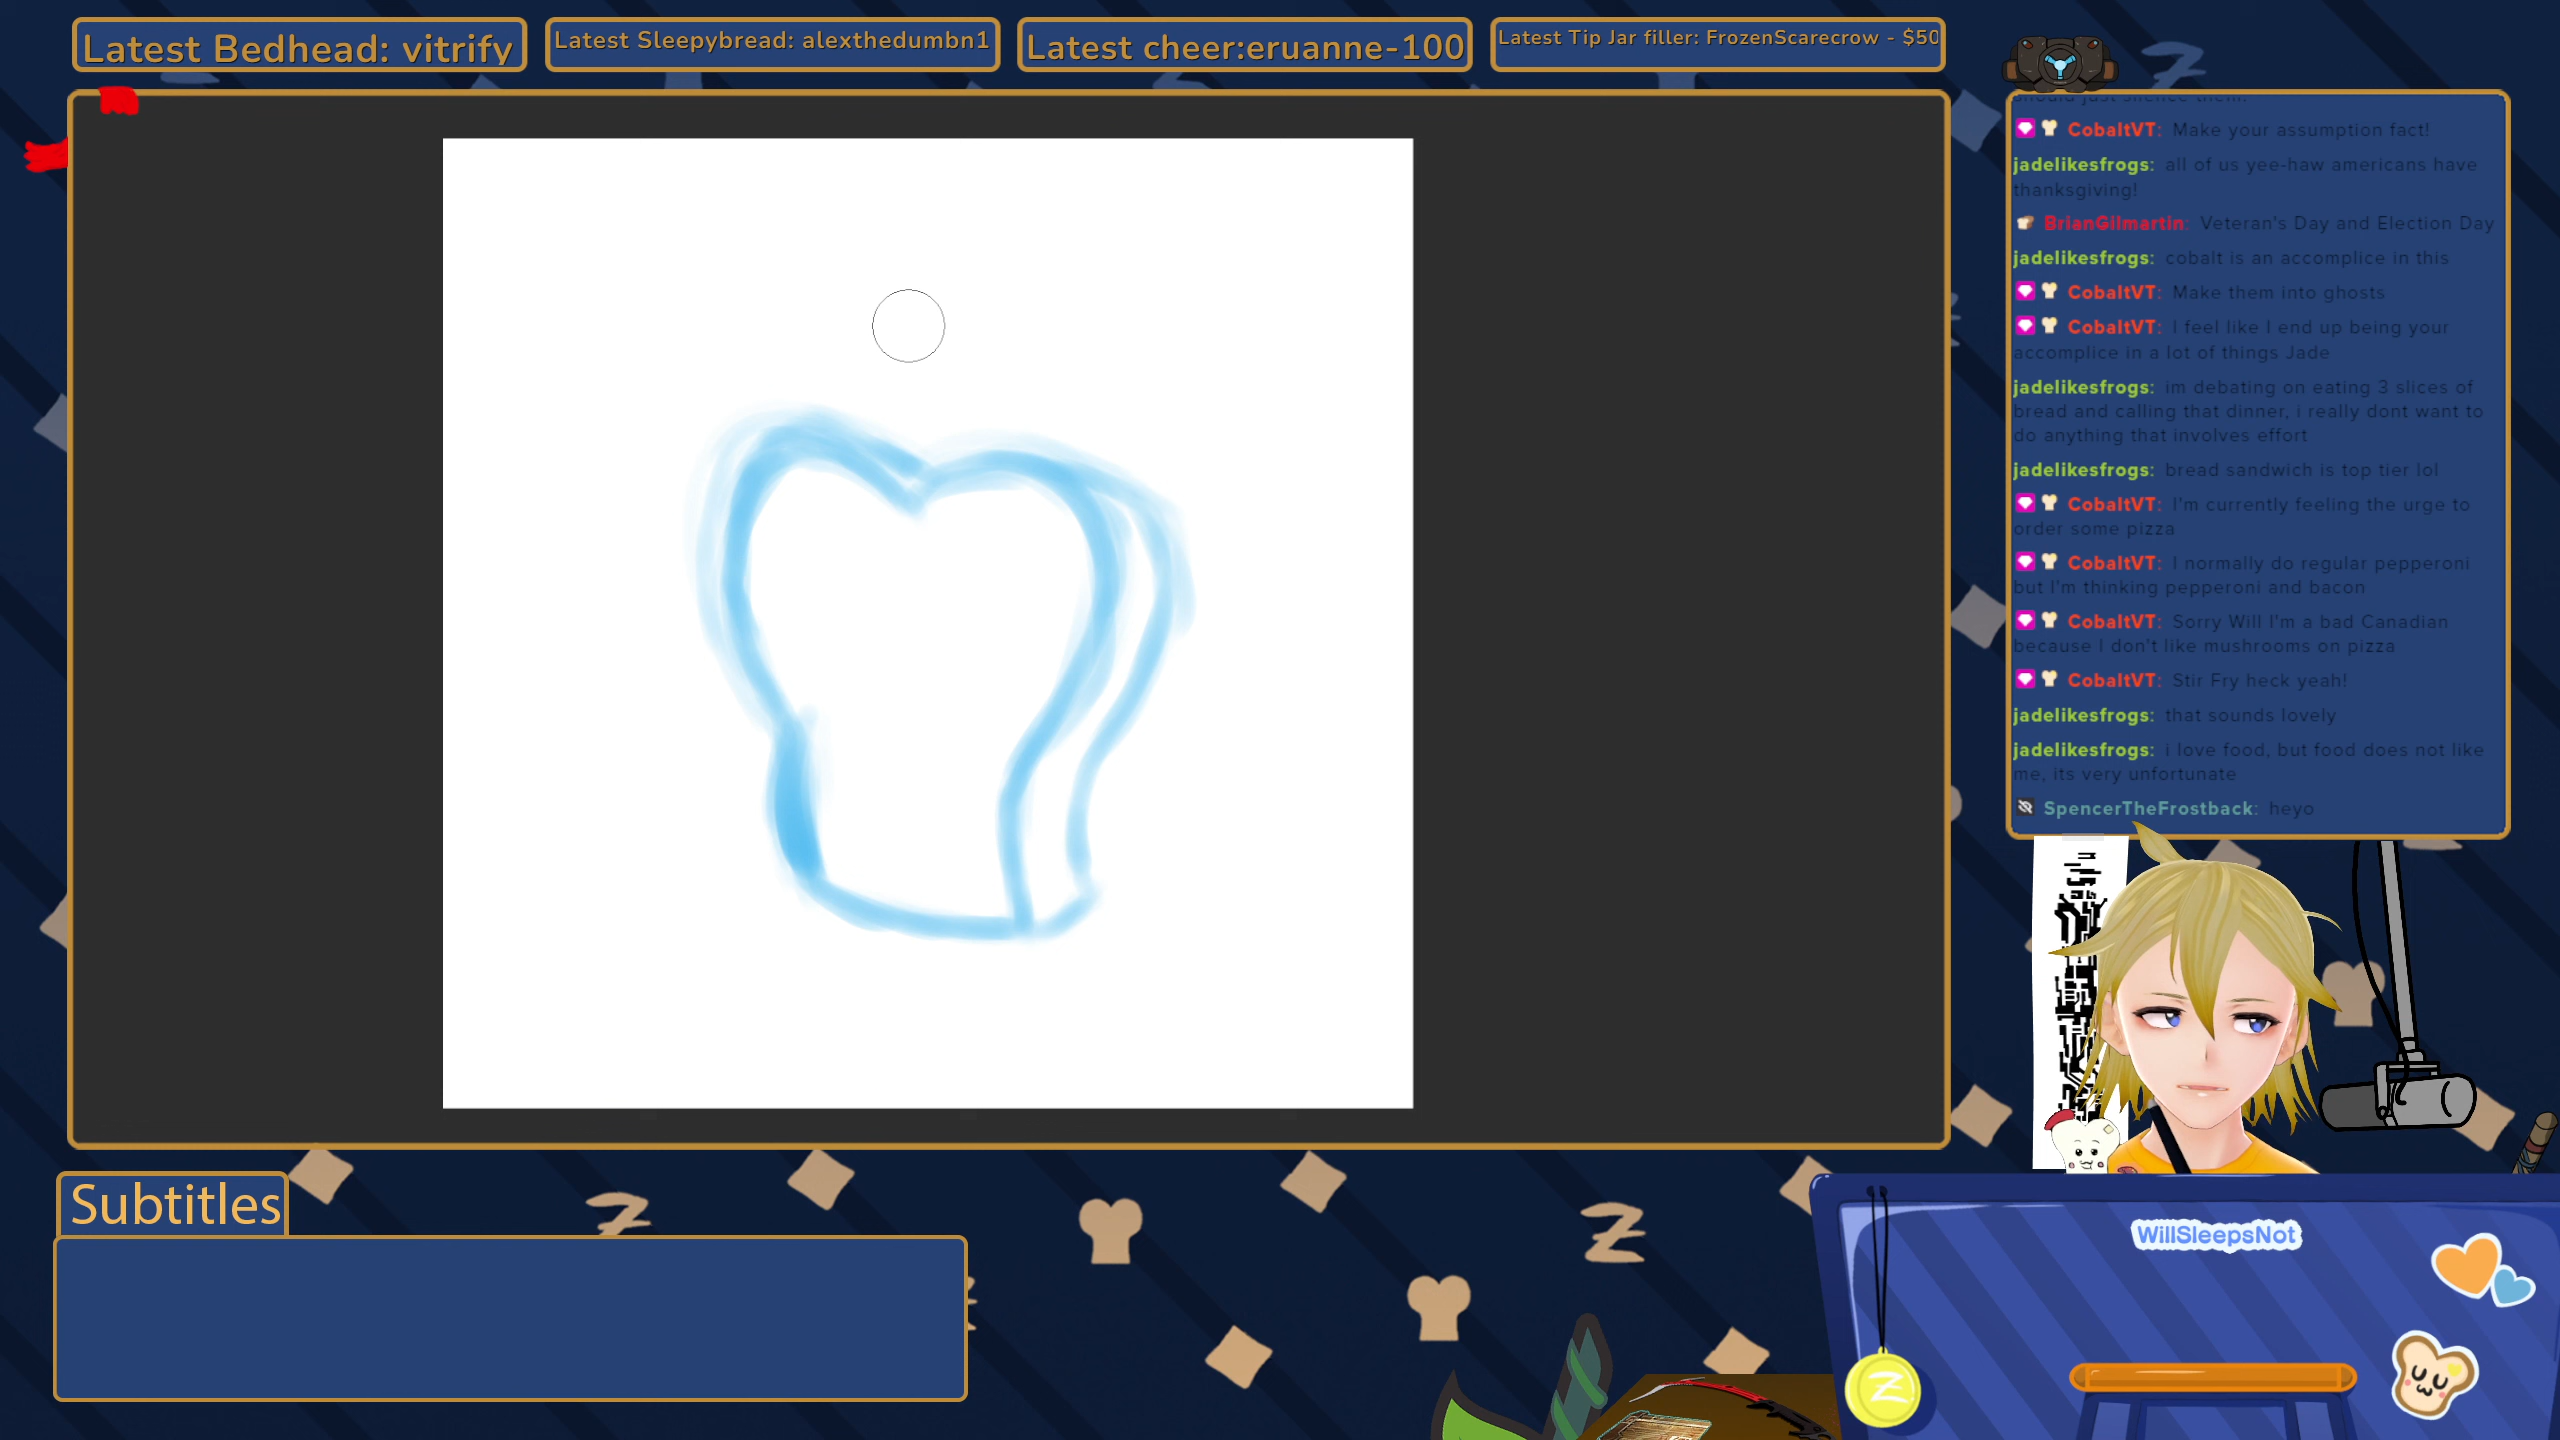 Latest Bedhead: vitrify
Latest Sleepybread: alexthedumbn1
Latest cheer:eruanne-100
Latest Tip Jar filler: FrozenScarecrow - $50
should just silence them.
CobaltVT: Make your assumption fact!
jadelikesfrogs: all of us yee-haw americans have
thanksgiving!
BrianGilmartin: Veteran's Day and Election Day
jadelikesfrogs: cobalt is an accomplice in this
CobaltVT: Make them into ghosts
CobaltVT: I feel like I end up being your
accomplice in a lot of things Jade
jadelikesfrogs: im debating on eating 3 slices of
bread and calling that dinner, i really dont want to
do anything that involves effort
jadelikesfrogs: bread sandwich is top tier lol
CobaltVT: I'm currently feeling the urge to
order some pizza
CobaltVT: I normally do regular pepperoni
but I'm thinking pepperoni and bacon
CobaltVT: Sorry Will I'm a bad Canadian
because I don't like mushrooms on pizza
CobaltVT: Stir Fry heck yeah!
jadelikesfrogs: that sounds lovely
jadelikesfrogs: i love food, but food does not like
me, its very unfortunate
SpencerTheFrostback: heyo
Subtitles
WillSleepsNot
Z